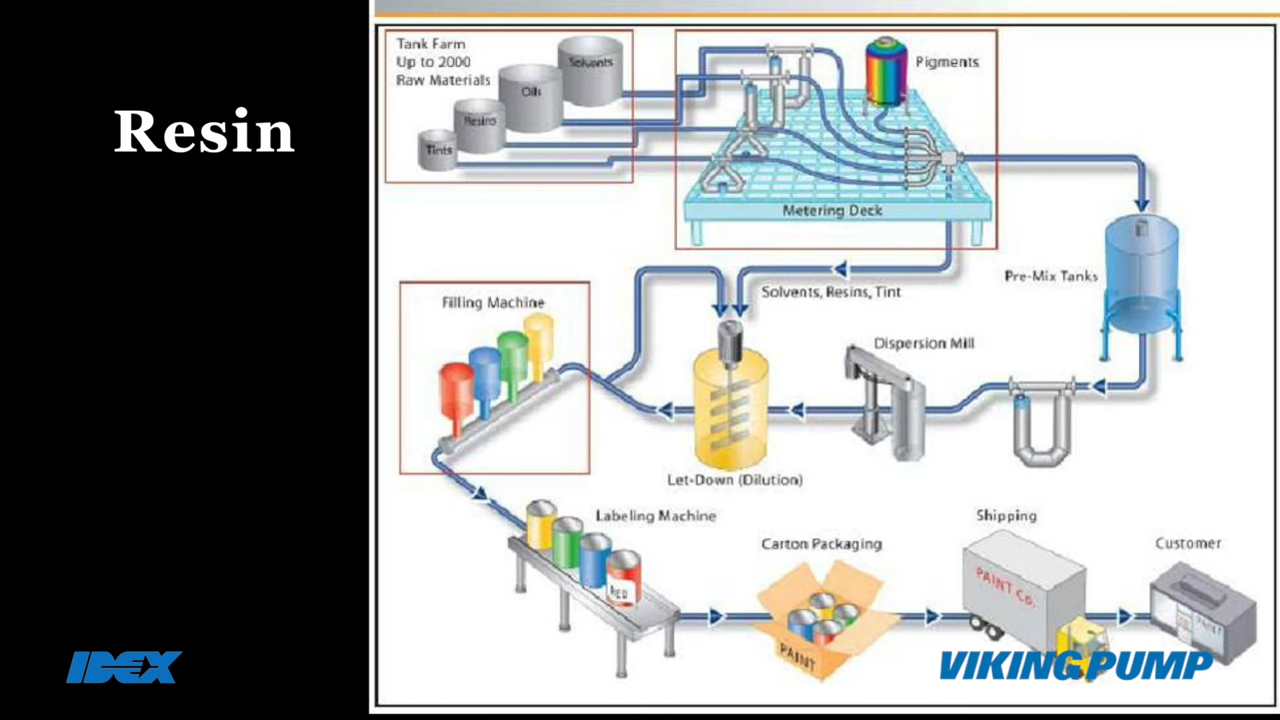 Resin
Tank Farm
Up to 2000
Raw Materials
Solvents
Oils
Resins
Tints
Pigments
Metering Deck
Pre-Mix Tanks
Solvents, Resins, Tint
Filling Machine
Dispersion Mill
Let-Down (Dilution)
Labeling Machine
Shipping
Carton Packaging
Customer
PAINT Co.
RED
PAINT
PAINT
IDEX
VIKING PUMP